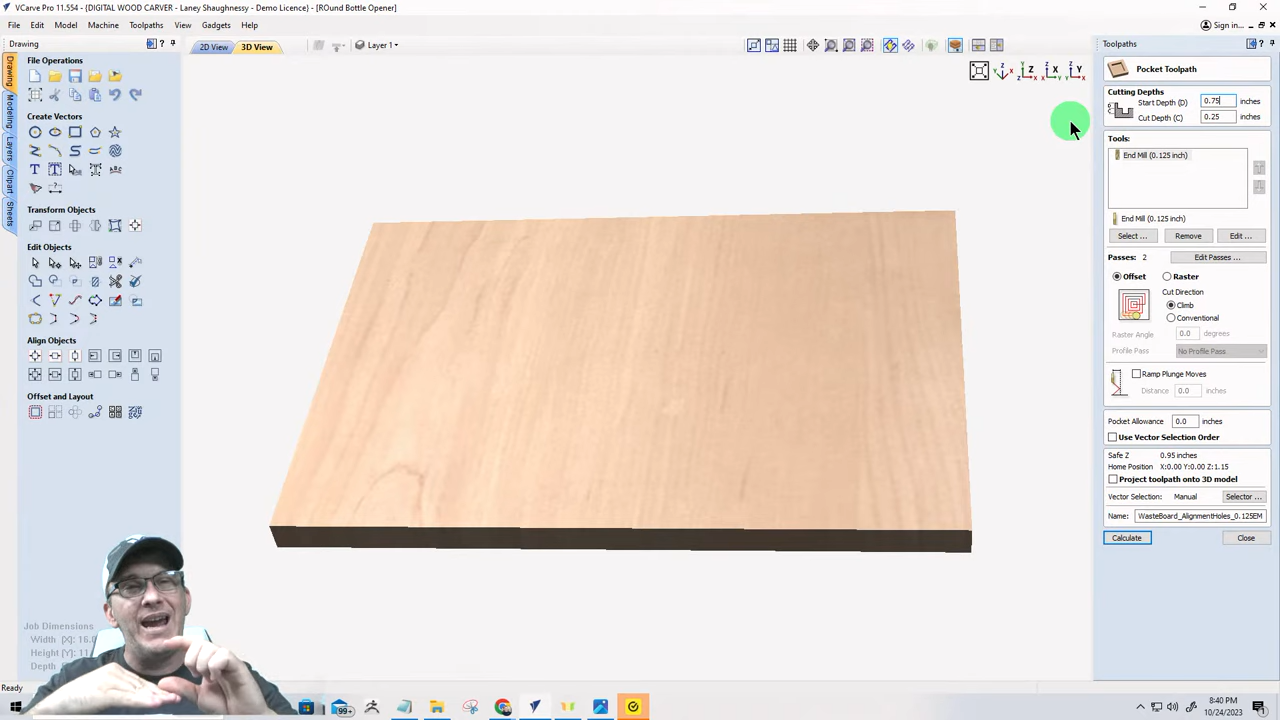 VCarve Pro 11.554 - {DIGITAL WOOD CARVER - Laney Shaughnessy - Demo Licence} - [ROund Bottle Opener]
File Edit Model Machine Toolpaths View Gadgets Help
Sign in...
Drawing
2D View 3D View Layer 1
Toolpaths
Drawing
Modeling
Layers
Clipart
Sheets
File Operations
Create Vectors
Transform Objects
Edit Objects
Align Objects
Offset and Layout
Job Dimensions
Ready
Pocket Toolpath
Cutting Depths
Start Depth (D) 0.75 inches
Cut Depth (C) 0.25 inches
Tools:
End Mill (0.125 inch)
End Mill (0.125 inch)
Select ... Remove Edit ...
Passes: 2 Edit Passes ...
Offset Raster
Cut Direction
Climb
Conventional
Raster Angle 0.0 degrees
Profile Pass No Profile Pass
Ramp Plunge Moves
Distance 0.0 inches
Pocket Allowance 0.0 inches
Use Vector Selection Order
Safe Z 0.95 inches
Home Position X:0.00 Y:0.00 Z:1.15
Project toolpath onto 3D model
Vector Selection: Manual Selector ...
Name: WasteBoard_AlignmentHoles_0.125EM
Calculate Close
99+
8:40 PM
10/24/2023